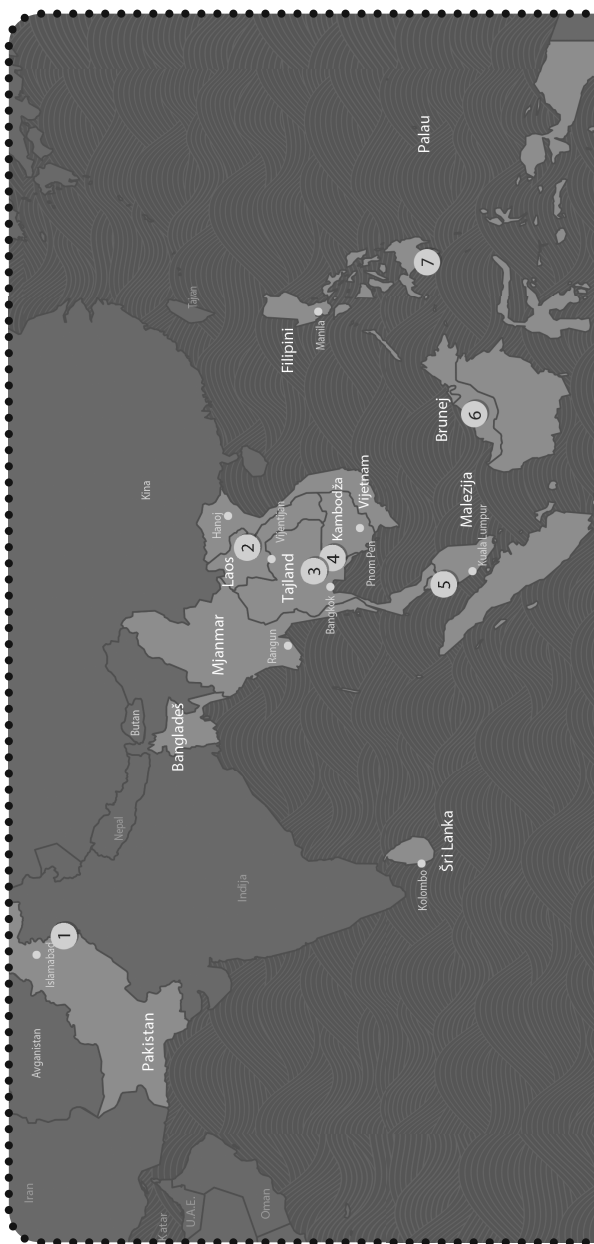 Iran
Avganistan
Islamabad
1
Nepal
Butan
Kina
Pakistan
Katar
Bangladeš
U.A.E.
Tajan
Mjanmar
Hanoj
Laos
2
Indija
Oman
Rangun
Vijentijan
Tajland
Filipini
3
Manila
Bangkok
4
Kambodža
Vijetnam
Pnom Pen
Kolombo
Palau
7
Brunej
5
Šri Lanka
Malezija
6
Kuala Lumpur